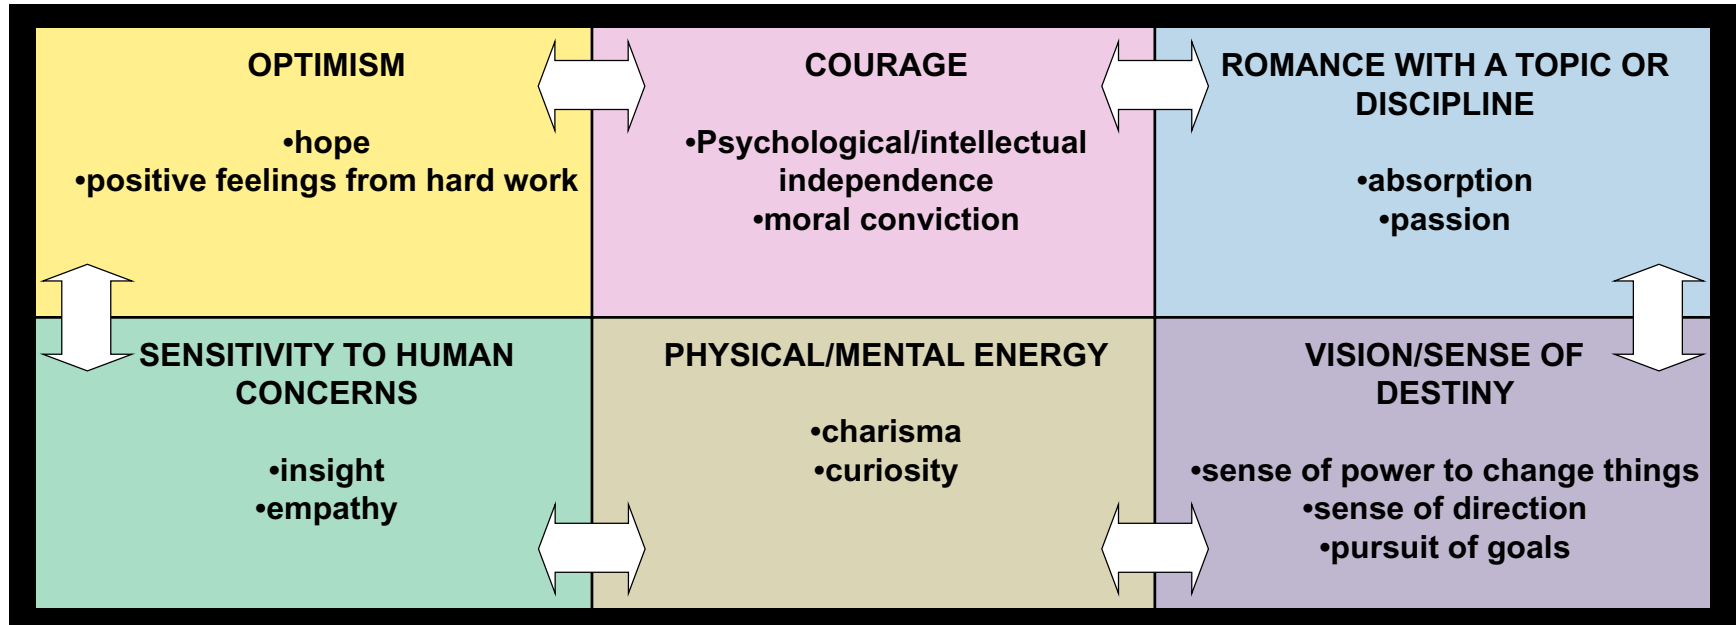 OPTIMISM
•hope
•positive feelings from hard work
COURAGE
•Psychological/intellectual
independence
•moral conviction
ROMANCE WITH A TOPIC OR
DISCIPLINE
•absorption
•passion
SENSITIVITY TO HUMAN
CONCERNS
•insight
•empathy
PHYSICAL/MENTAL ENERGY
•charisma
•curiosity
VISION/SENSE OF
DESTINY
•sense of power to change things
•sense of direction
•pursuit of goals